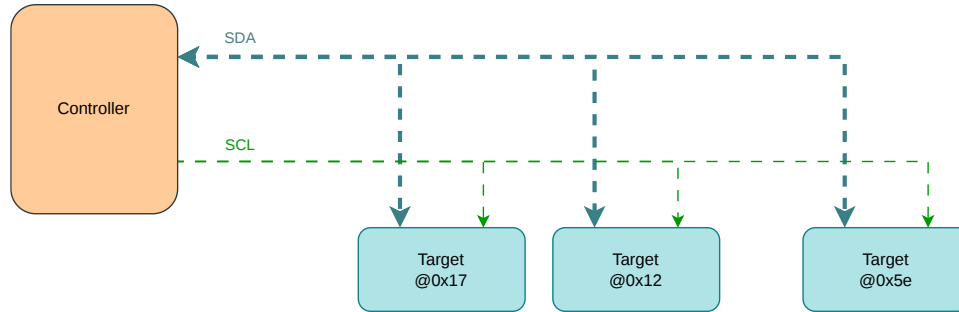 SDA
Controller
SCL
Target
@0x17
Target
@0x12
Target
@0x5e